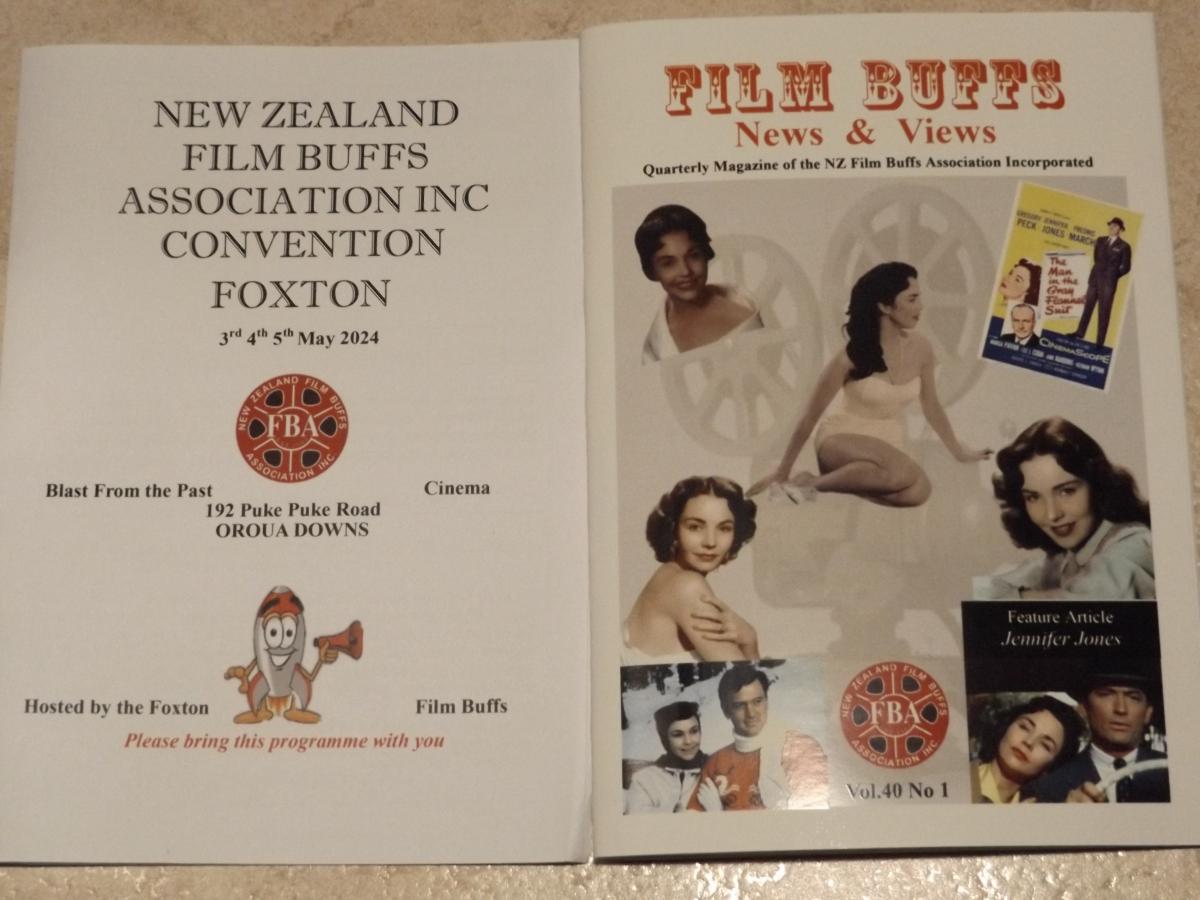 NEW ZEALAND
FILM BUFFS
ASSOCIATION INC
CONVENTION
FOXTON
3rd 4th 5th May 2024
NEW ZEALAND FILM BUFFS
FBA
ASSOCIATION INC
Blast From the Past Cinema
192 Puke Puke Road
OROUA DOWNS
Hosted by the Foxton Film Buffs
Please bring this programme with you
FILM BUFFS
News & Views
Quarterly Magazine of the NZ Film Buffs Association Incorporated
GREGORY JENNIFER FREDRIC
PECK JONES MARCH
The
Man
in the
Gray
Flannel
Suit
CINEMASCOPE
Feature Article
Jennifer Jones
NEW ZEALAND FILM BUFFS
FBA
ASSOCIATION INC
Vol.40 No 1